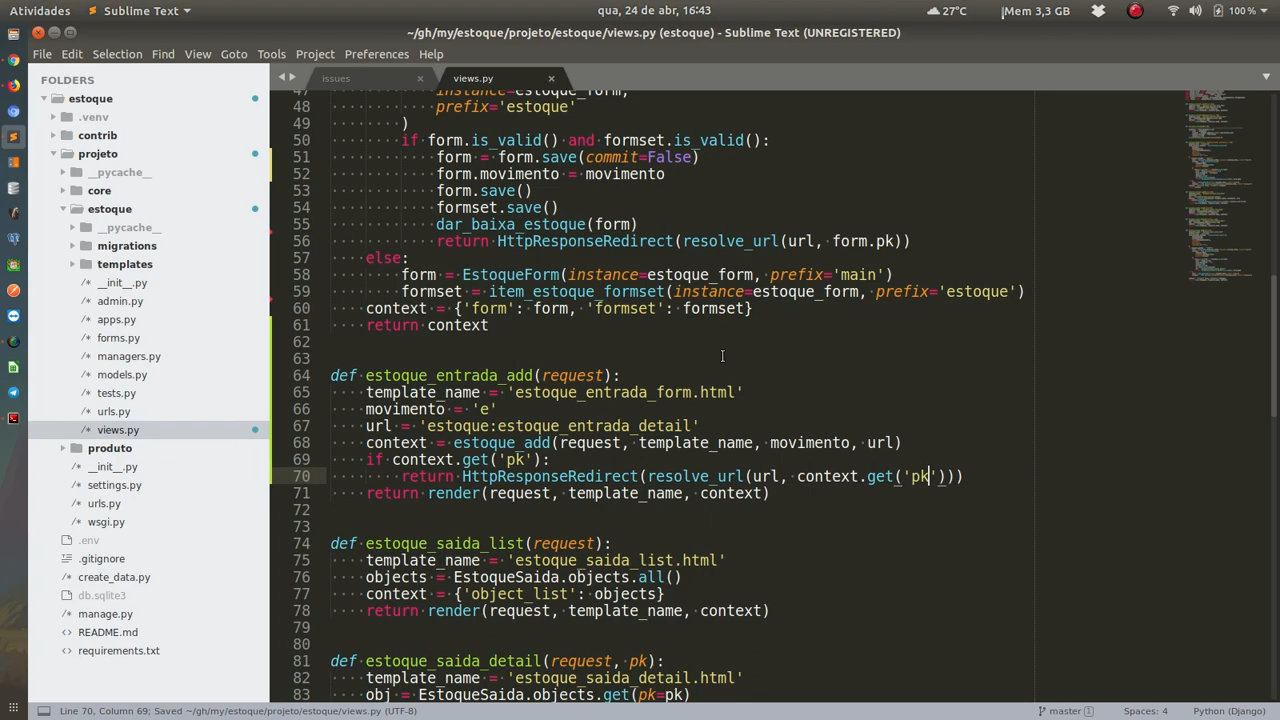 Atividades Sublime Text qua, 24 de abr, 16:43 27°C Mem 3,3 GB 100%
~/gh/my/estoque/projeto/estoque/views.py (estoque) - Sublime Text (UNREGISTERED)
File Edit Selection Find View Goto Tools Project Preferences Help
issues views.py
FOLDERS
estoque
.venv
contrib
projeto
__pycache__
core
estoque
__pycache__
migrations
templates
__init__.py
admin.py
apps.py
forms.py
managers.py
models.py
tests.py
urls.py
views.py
produto
__init__.py
settings.py
urls.py
wsgi.py
.env
.gitignore
create_data.py
db.sqlite3
manage.py
README.md
requirements.txt
47 instance=estoque_form,
48 prefix='estoque'
49 )
50 if form.is_valid() and formset.is_valid():
51 form = form.save(commit=False)
52 form.movimento = movimento
53 form.save()
54 formset.save()
55 dar_baixa_estoque(form)
56 return HttpResponseRedirect(resolve_url(url, form.pk))
57 else:
58 form = EstoqueForm(instance=estoque_form, prefix='main')
59 formset = item_estoque_formset(instance=estoque_form, prefix='estoque')
60 context = {'form': form, 'formset': formset}
61 return context
62
63
64 def estoque_entrada_add(request):
65 template_name = 'estoque_entrada_form.html'
66 movimento = 'e'
67 url = 'estoque:estoque_entrada_detail'
68 context = estoque_add(request, template_name, movimento, url)
69 if context.get('pk'):
70 return HttpResponseRedirect(resolve_url(url, context.get('pk')))
71 return render(request, template_name, context)
72
73
74 def estoque_saida_list(request):
75 template_name = 'estoque_saida_list.html'
76 objects = EstoqueSaida.objects.all()
77 context = {'object_list': objects}
78 return render(request, template_name, context)
79
80
81 def estoque_saida_detail(request, pk):
82 template_name = 'estoque_saida_detail.html'
83 obj = EstoqueSaida.objects.get(pk=pk)
Line 70, Column 69; Saved ~/gh/my/estoque/projeto/estoque/views.py (UTF-8) master 1 Spaces: 4 Python (Django)